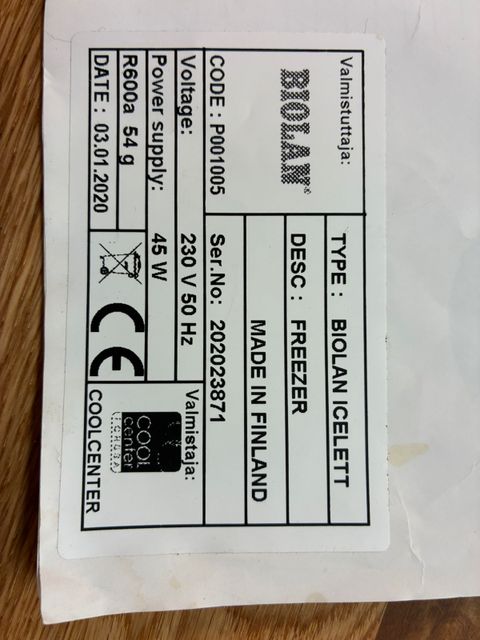 Valmistuttaja:
BIOLAN®
TYPE : BIOLAN ICELETT
DESC : FREEZER
MADE IN FINLAND
CODE : P001005
Ser.No: 202023871
Voltage: 230 V 50 Hz
Power supply: 45 W
R600a 54 g
DATE : 03.01.2020
CE
Valmistaja:
COOL
center
COOLCENTER